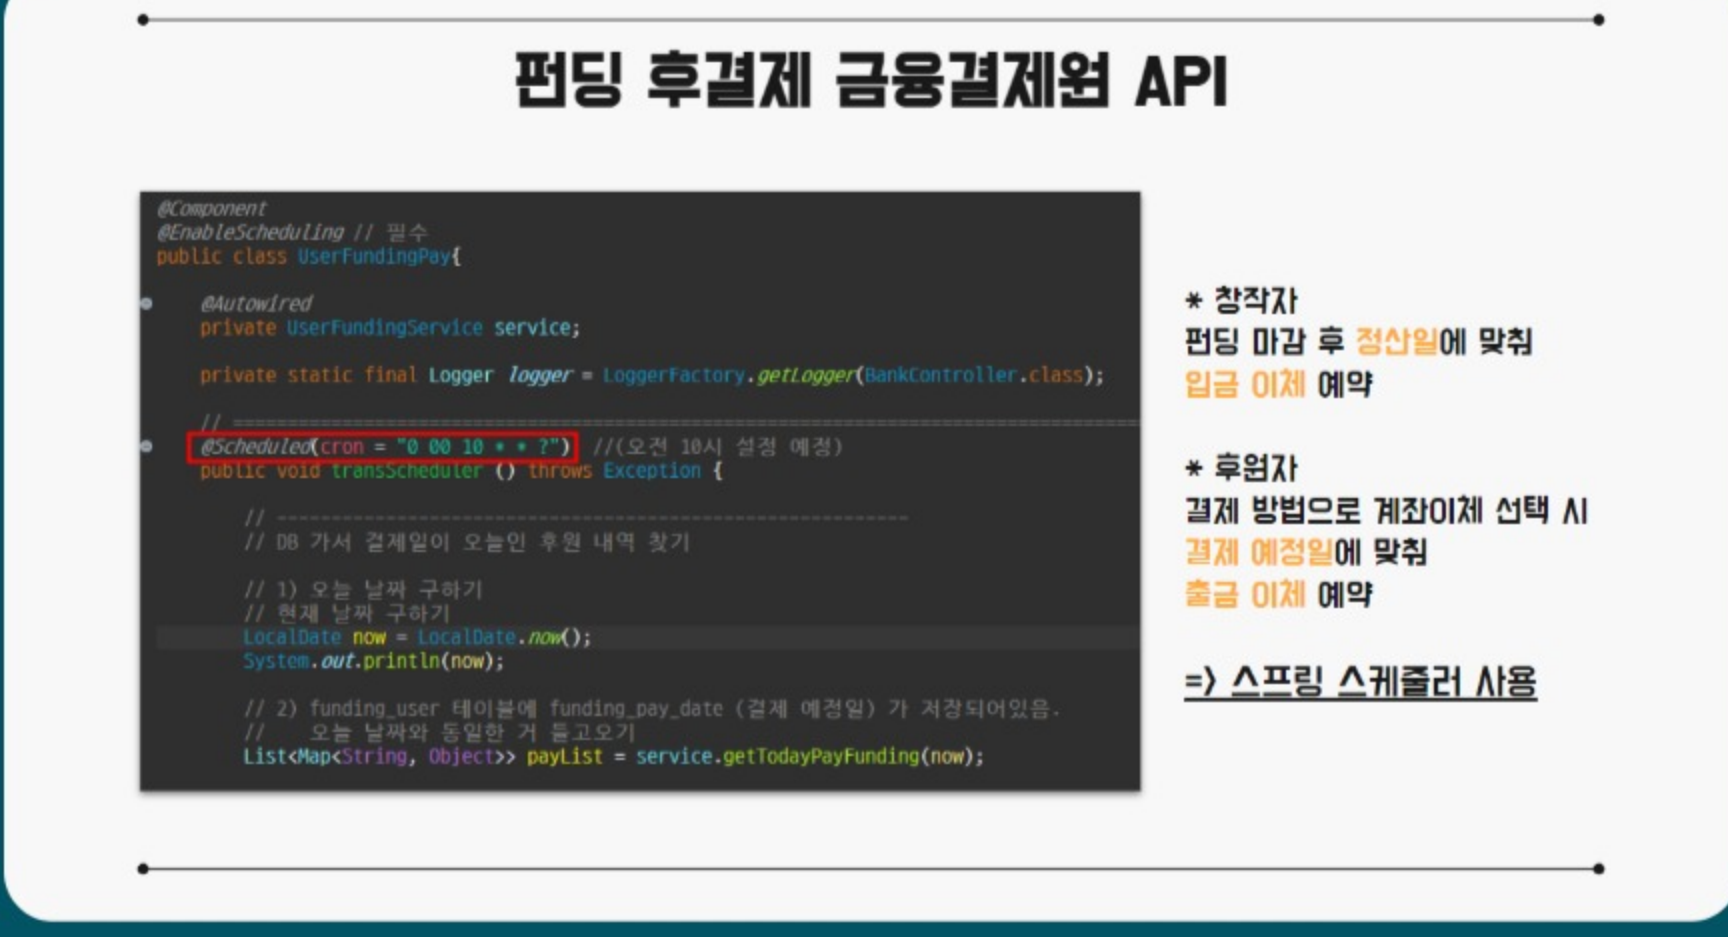 펀딩 후결제 금융결제원 API
@Component
@EnableScheduling // 필수
public class UserFundingPay{
@Autowired
private UserFundingService service;
private static final Logger logger = LoggerFactory.getLogger(BankController.class);
// ==========
@Scheduled(cron = "0 00 10 * * ?") //(오전 10시 설정 예정)
public void transScheduler () throws Exception {
// ----------
// DB 가서 결제일이 오늘인 후원 내역 찾기
// 1) 오늘 날짜 구하기
// 현재 날짜 구하기
LocalDate now = LocalDate.now();
System.out.println(now);
// 2) funding_user 테이블에 funding_pay_date (결제 예정일) 가 저장되어있음.
// 오늘 날짜와 동일한 거 들고오기
List<Map<String, Object>> payList = service.getTodayPayFunding(now);
* 창작자
펀딩 마감 후 정산일에 맞춰
입금 이체 예약
* 후원자
결제 방법으로 계좌이체 선택 시
결제 예정일에 맞춰
출금 이체 예약
=> 스프링 스케줄러 사용